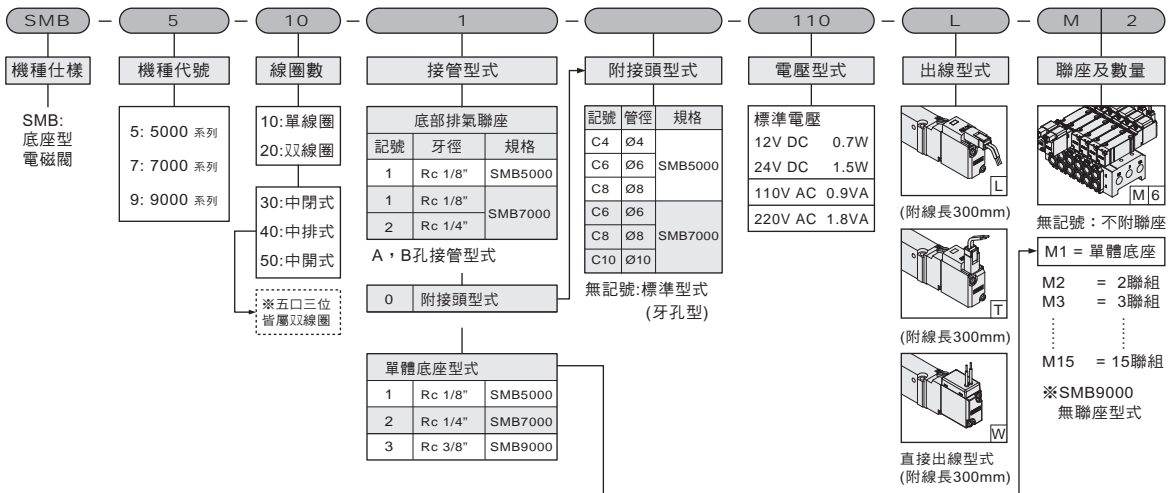 SMB — 5 — 10 — 1 — — 110 — L — M 2
機種仕樣
SMB:
底座型
電磁閥
機種代號
5: 5000 系列
7: 7000 系列
9: 9000 系列
線圈數
10:單線圈
20:双線圈
30:中閉式
40:中排式
50:中開式
※五口三位
皆屬双線圈
接管型式
底部排氣聯座
記號 牙徑 規格
1 Rc 1/8” SMB5000
1 Rc 1/8” SMB7000
2 Rc 1/4”
A，B孔接管型式
0 附接頭型式
單體底座型式
1 Rc 1/8” SMB5000
2 Rc 1/4” SMB7000
3 Rc 3/8” SMB9000
附接頭型式
記號 管徑 規格
C4 Ø4 SMB5000
C6 Ø6
C8 Ø8
C6 Ø6 SMB7000
C8 Ø8
C10 Ø10
無記號:標準型式
(牙孔型)
電壓型式
標準電壓
12V DC 0.7W
24V DC 1.5W
110V AC 0.9VA
220V AC 1.8VA
出線型式
L
(附線長300mm)
T
(附線長300mm)
W
直接出線型式
(附線長300mm)
聯座及數量
M 6
無記號：不附聯座
M1 = 單體底座
M2 = 2聯組
M3 = 3聯組
M15 = 15聯組
※SMB9000
無聯座型式